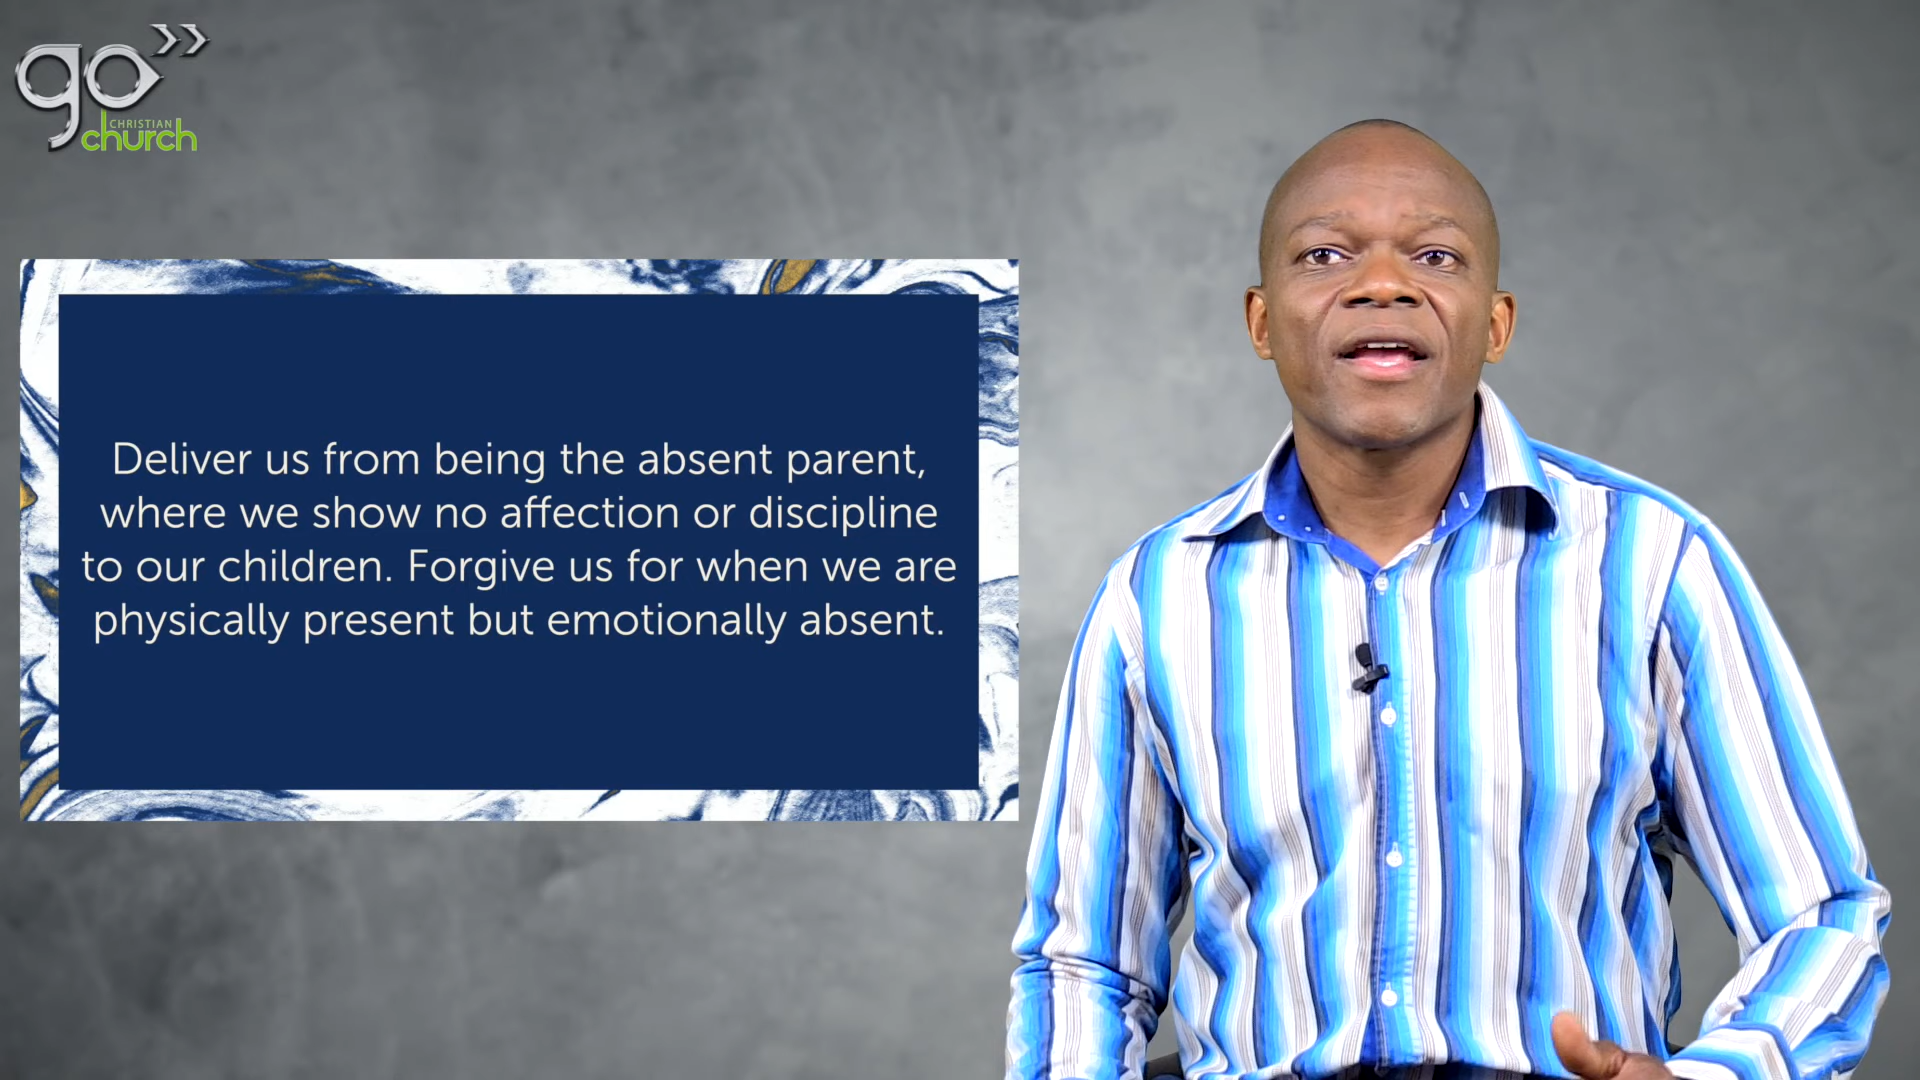 go
CHRISTIAN
church
Deliver us from being the absent parent,
where we show no affection or discipline
to our children. Forgive us for when we are
physically present but emotionally absent.